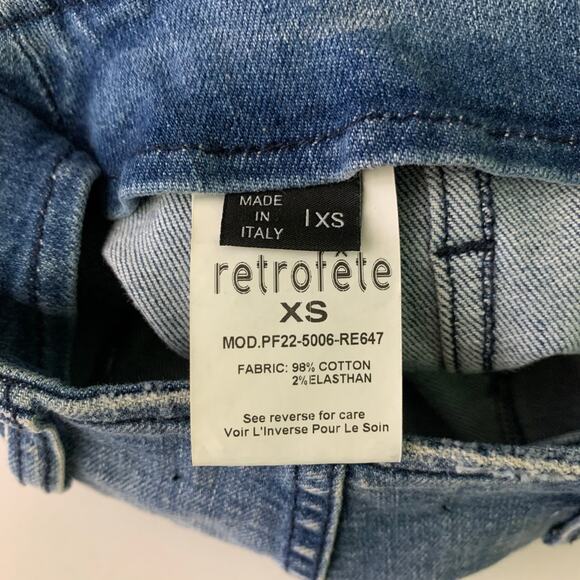 MADE
IN
ITALY
XS
retrofête
XS
MOD.PF22-5006-RE647
FABRIC: 98% COTTON
2%ELASTHAN
See reverse for care
Voir L'Inverse Pour Le Soin